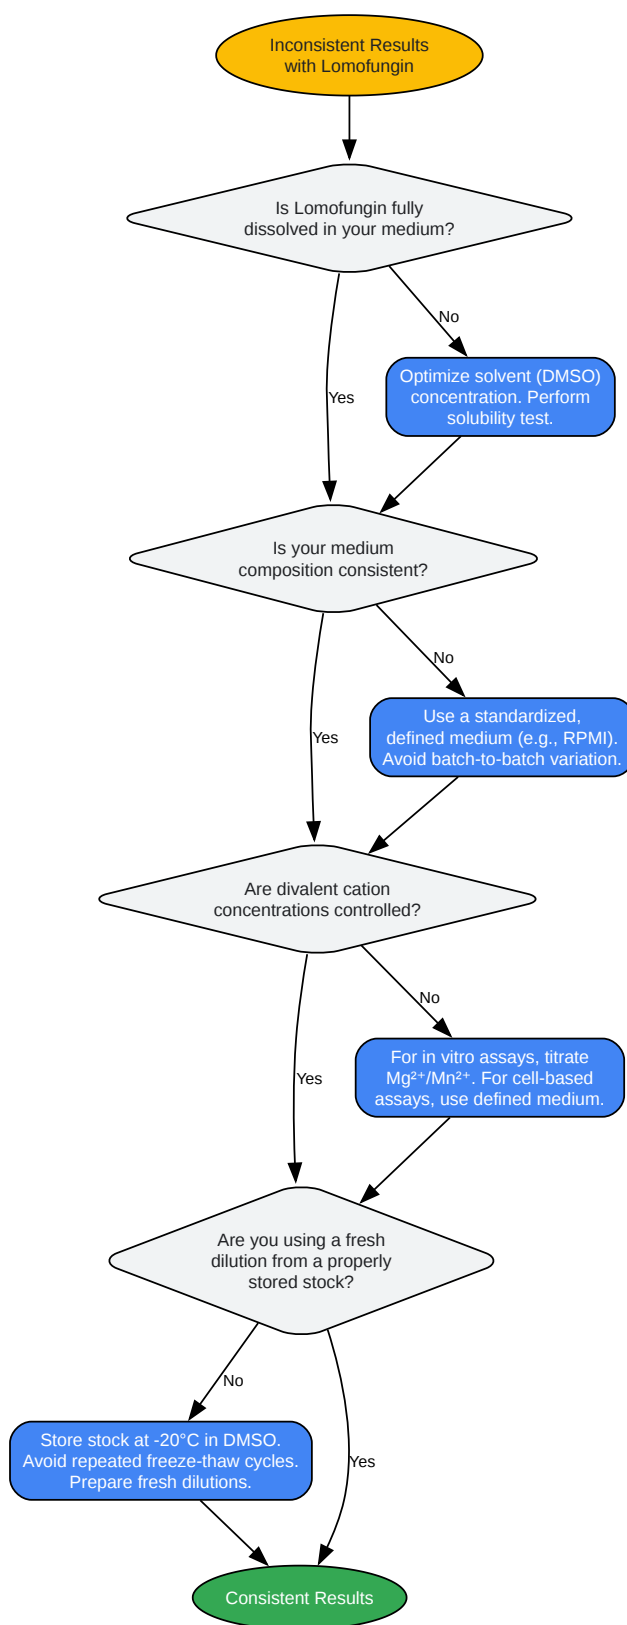 Inconsistent Results
with Lomofungin
Is Lomofungin fully
dissolved in your medium?
No
Yes
Optimize solvent (DMSO)
concentration. Perform
solubility test.
Is your medium
composition consistent?
No
Yes
Use a standardized,
defined medium (e.g., RPMI).
Avoid batch-to-batch variation.
Are divalent cation
concentrations controlled?
No
Yes
For in vitro assays, titrate
Mg²⁺/Mn²⁺. For cell-based
assays, use defined medium.
Are you using a fresh
dilution from a properly
stored stock?
No
Yes
Store stock at -20°C in DMSO.
Avoid repeated freeze-thaw cycles.
Prepare fresh dilutions.
Consistent Results